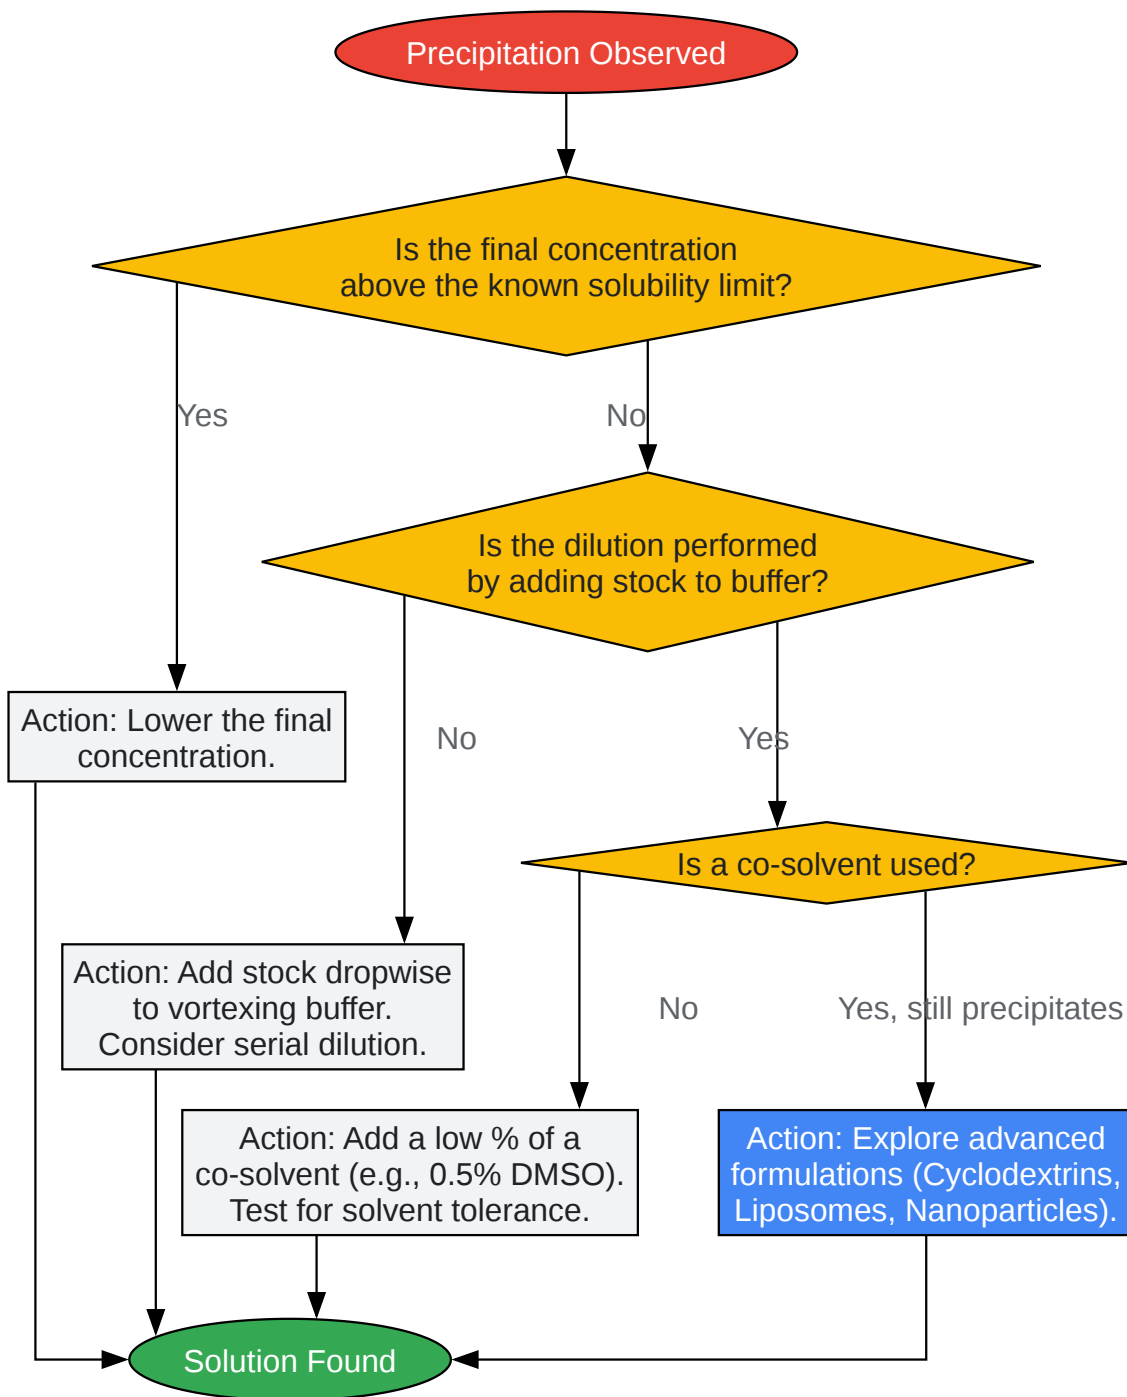 Precipitation Observed
Is the final concentration
above the known solubility limit?
Yes
No
Is the dilution performed
by adding stock to buffer?
Action: Lower the final
concentration.
No
Yes
Is a co-solvent used?
Action: Add stock dropwise
to vortexing buffer.
Consider serial dilution.
No
Yes, still precipitates
Action: Add a low % of a
co-solvent (e.g., 0.5% DMSO).
Test for solvent tolerance.
Action: Explore advanced
formulations (Cyclodextrins,
Liposomes, Nanoparticles).
Solution Found